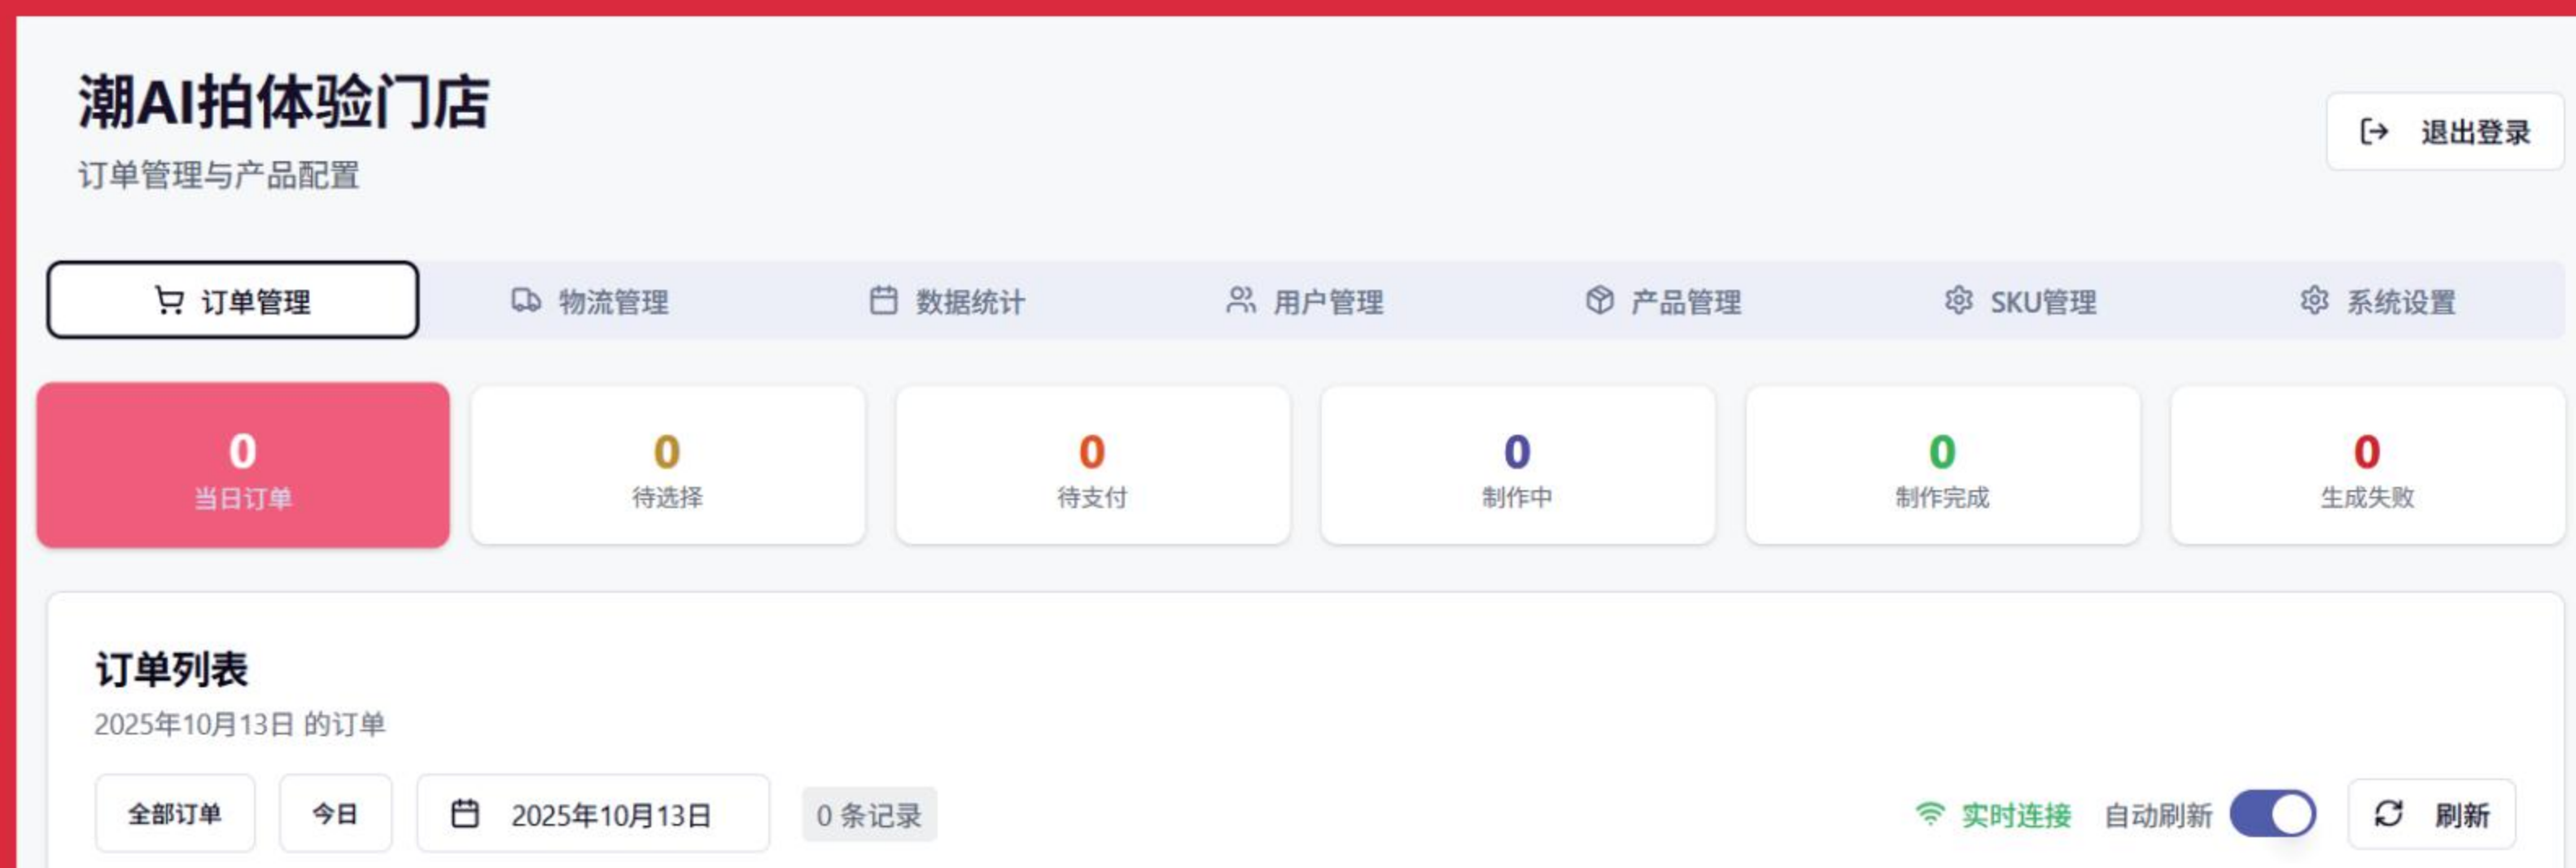 潮AI拍体验门店
退出登录
订单管理与产品配置
订单管理 物流管理 数据统计 用户管理 产品管理 SKU管理 系统设置
0 0 0 0 0 0
当日订单 待选择 待支付 制作中 制作完成 生成失败
订单列表
2025年10月13日 的订单
全部订单 今日 2025年10月13日 0 条记录 实时连接 自动刷新 刷新